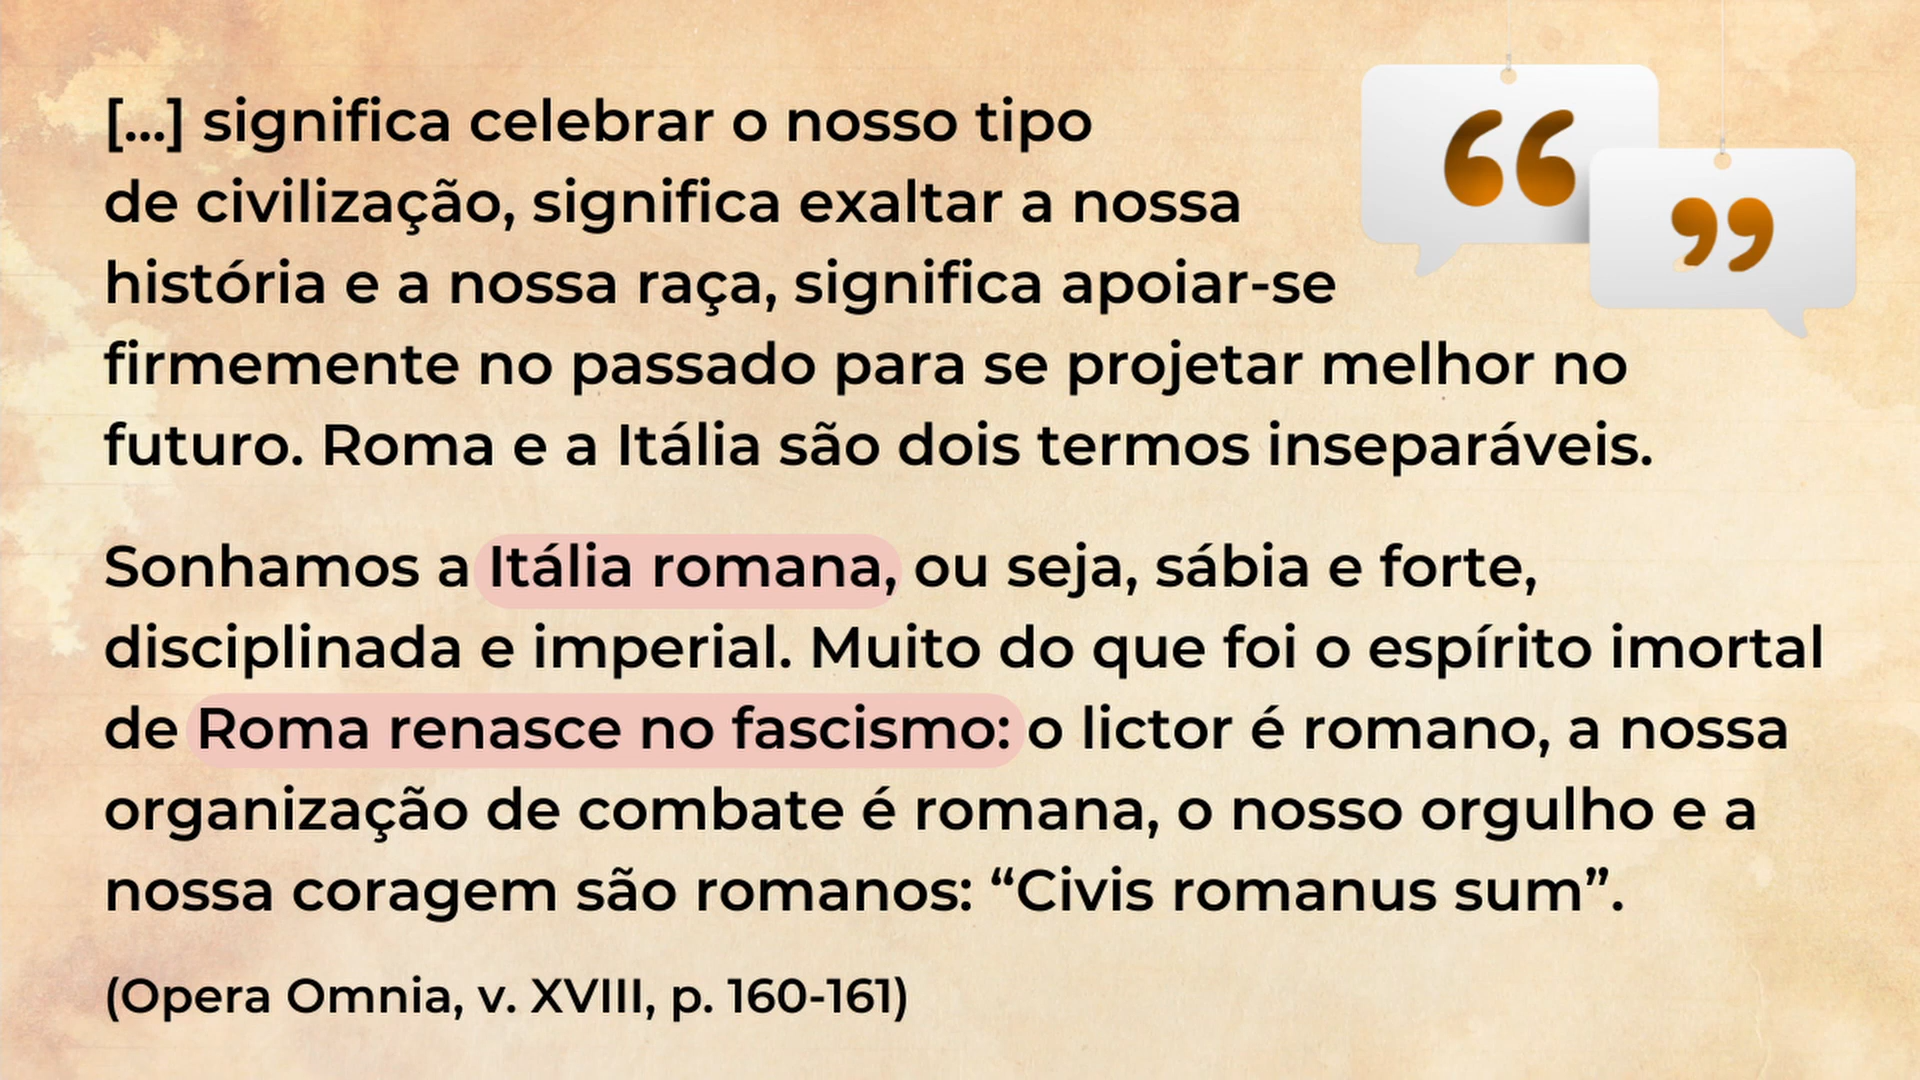 [...] significa celebrar o nosso tipo
de civilização, significa exaltar a nossa
história e a nossa raça, significa apoiar-se
firmemente no passado para se projetar melhor no
futuro. Roma e a Itália são dois termos inseparáveis.
Sonhamos a Itália romana, ou seja, sábia e forte,
disciplinada e imperial. Muito do que foi o espírito imortal
de Roma renasce no fascismo: o lictor é romano, a nossa
organização de combate é romana, o nosso orgulho e a
nossa coragem são romanos: “Civis romanus sum”.
(Opera Omnia, v. XVIII, p. 160-161)